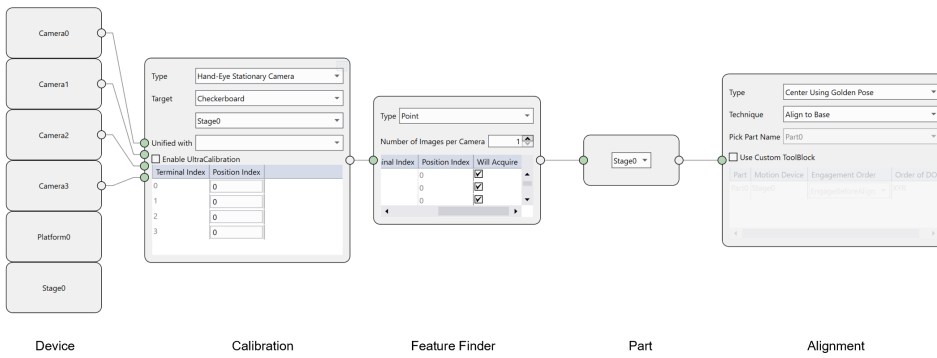 Camera0
Camera1
Camera2
Camera3
Platform0
Stage0
Type Hand-Eye Stationary Camera
Target Checkerboard
Stage0
Unified with
Enable UltraCalibration
Terminal Index Position Index
0 0
1 0
2 0
3 0
Type Point
Number of Images per Camera 1
inal Index Position Index Will Acquire
0
0
0
Stage0
Type Center Using Golden Pose
Technique Align to Base
Pick Part Name Part0
Use Custom ToolBlock
Part Motion Device Engagement Order Order of DO
Part0 Stage0
Device Calibration Feature Finder Part Alignment